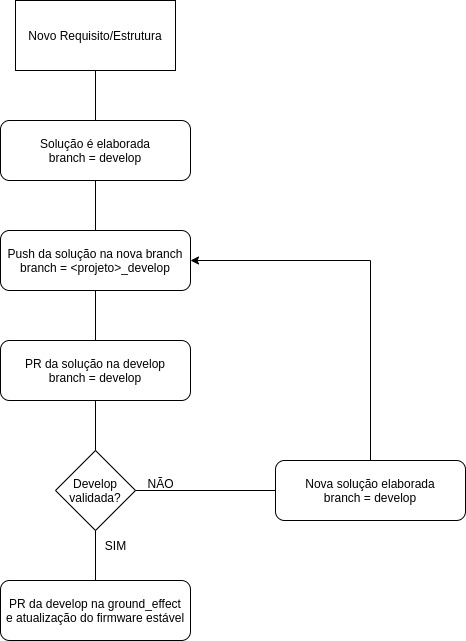 Novo Requisito/Estrutura
Solução é elaborada
branch = develop
Push da solução na nova branch
branch = <projeto>_develop
PR da solução na develop
branch = develop
Develop
validada?
NÃO
Nova solução elaborada
branch = develop
SIM
PR da develop na ground_effect
e atualização do firmware estável